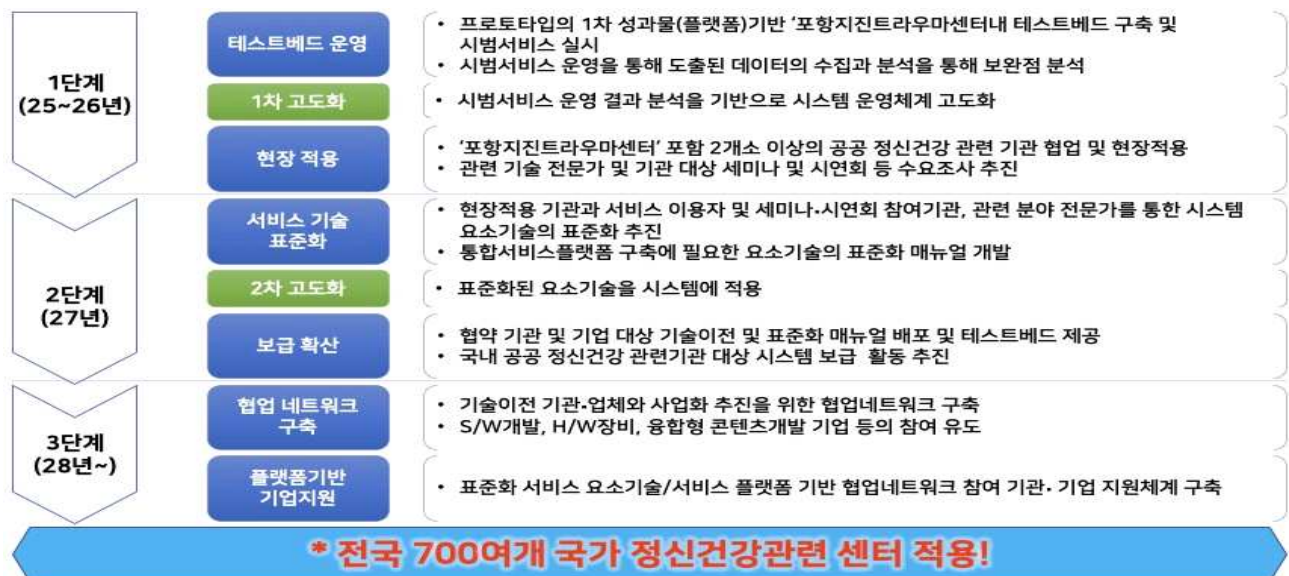 1단계
(25~26년)
테스트베드 운영
• 프로토타입의 1차 성과물(플랫폼)기반 ‘포항지진트라우마센터내 테스트베드 구축 및
시범서비스 실시
• 시범서비스 운영을 통해 도출된 데이터의 수집과 분석을 통해 보완점 분석
1차 고도화
• 시범서비스 운영 결과 분석을 기반으로 시스템 운영체계 고도화
현장 적용
• ‘포항지진트라우마센터’ 포함 2개소 이상의 공공 정신건강 관련 기관 협업 및 현장적용
• 관련 기술 전문가 및 기관 대상 세미나 및 시연회 등 수요조사 추진
2단계
(27년)
서비스 기술
표준화
• 현장적용 기관과 서비스 이용자 및 세미나·시연회 참여기관, 관련 분야 전문가를 통한 시스템
요소기술의 표준화 추진
• 통합서비스플랫폼 구축에 필요한 요소기술의 표준화 매뉴얼 개발
2차 고도화
• 표준화된 요소기술을 시스템에 적용
보급 확산
• 협약 기관 및 기업 대상 기술이전 및 표준화 매뉴얼 배포 및 테스트베드 제공
• 국내 공공 정신건강 관련기관 대상 시스템 보급 활동 추진
3단계
(28년~)
협업 네트워크
구축
• 기술이전 기관·업체와 사업화 추진을 위한 협업네트워크 구축
• S/W개발, H/W장비, 융합형 콘텐츠개발 기업 등의 참여 유도
플랫폼기반
기업지원
• 표준화 서비스 요소기술/서비스 플랫폼 기반 협업네트워크 참여 기관· 기업 지원체계 구축
* 전국 700여개 국가 정신건강관련 센터 적용!